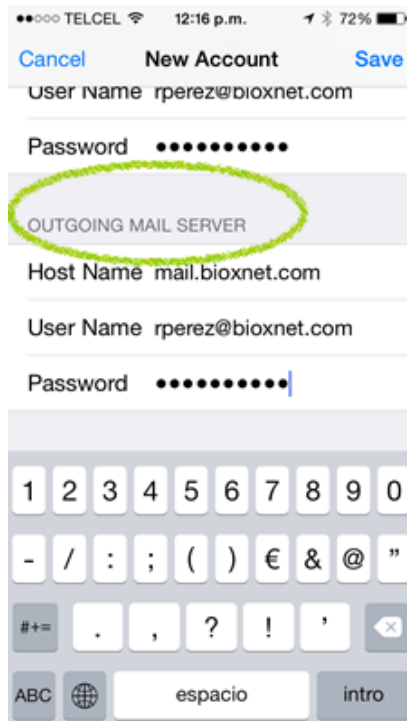 ●●○○○ TELCEL 12:16 p.m. 72%
Cancel New Account Save
User Name rperez@bioxnet.com
Password ●●●●●●●●●●
OUTGOING MAIL SERVER
Host Name mail.bioxnet.com
User Name rperez@bioxnet.com
Password ●●●●●●●●●●
1 2 3 4 5 6 7 8 9 0
- / : ; ( ) € & @ ”
#+= . , ? ! ’
ABC espacio intro